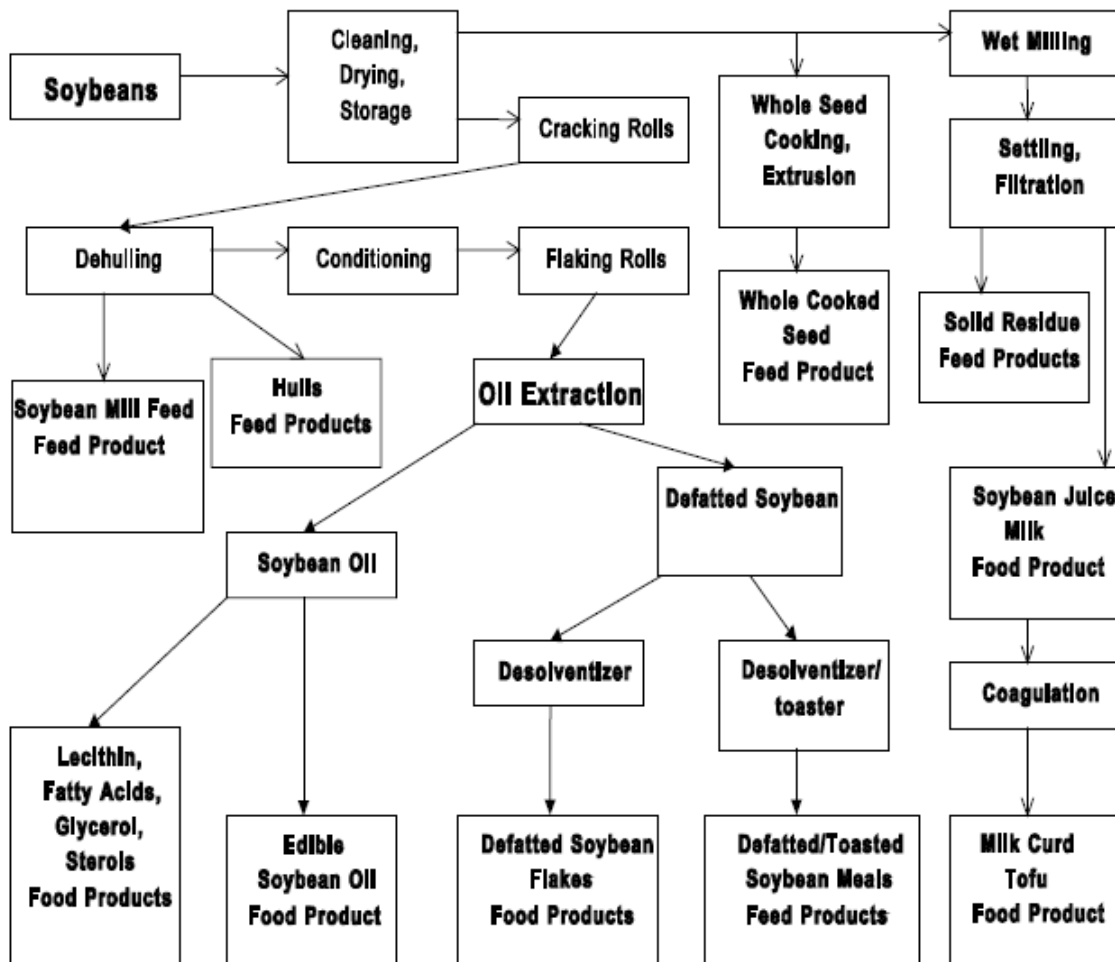 Soybeans
Cleaning,
Drying,
Storage
Wet Milling
Cracking Rolls
Whole Seed
Cooking,
Extrusion
Settling,
Filtration
Dehulling
Conditioning
Flaking Rolls
Whole Cooked
Seed
Feed Product
Solid Residue
Feed Products
Soybean Mill Feed
Feed Product
Hulls
Feed Products
Oil Extraction
Defatted Soybean
Soybean Juice
Milk
Food Product
Soybean Oil
Desolventizer
Desolventizer/
toaster
Coagulation
Lecithin,
Fatty Acids,
Glycerol,
Sterols
Food Products
Edible
Soybean Oil
Food Product
Defatted Soybean
Flakes
Food Products
Defatted/Toasted
Soybean Meals
Feed Products
Milk Curd
Tofu
Food Product